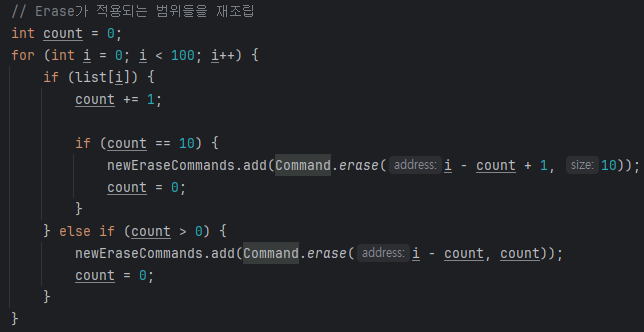 // Erase가 적용되는 범위들을 재조립
int count = 0;
for (int i = 0; i < 100; i++) {
if (list[i]) {
count += 1;
if (count == 10) {
newEraseCommands.add(Command.erase( address: i - count + 1, size: 10));
count = 0;
}
} else if (count > 0) {
newEraseCommands.add(Command.erase( address: i - count, count));
count = 0;
}
}